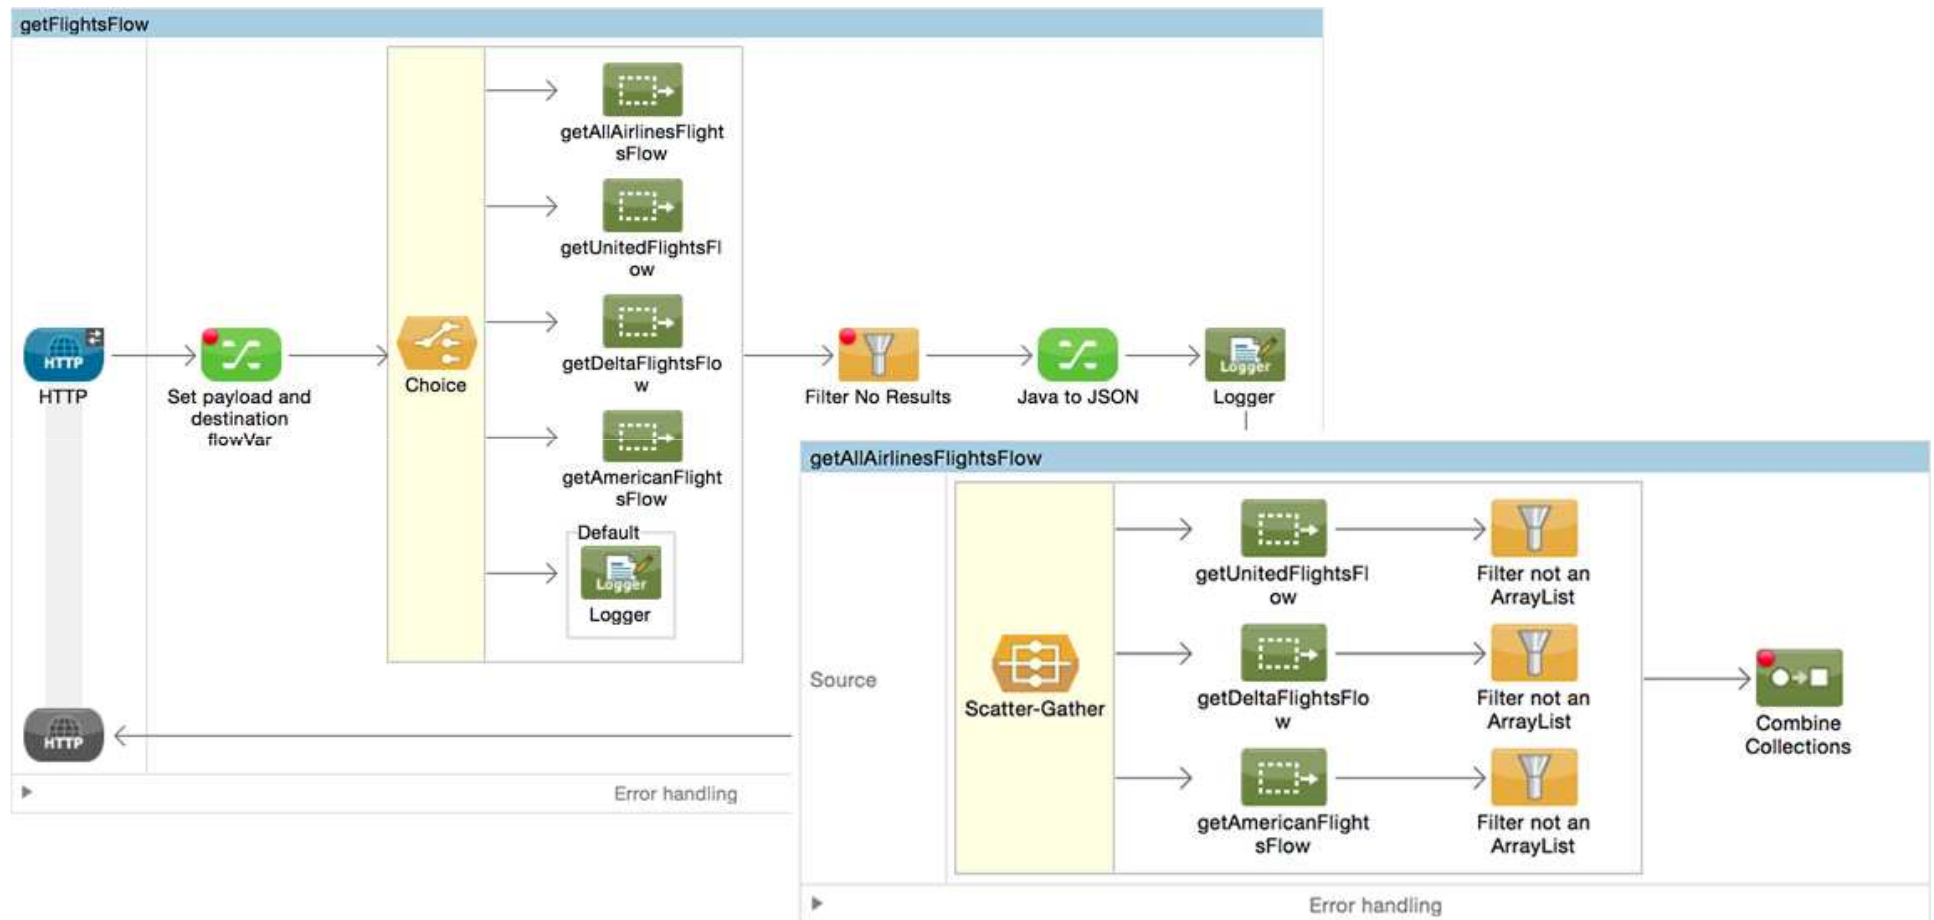 getFlightsFlow
getAllAirlinesFlight
sFlow
getUnitedFlightsFl
ow
getDeltaFlightsFlo
w
getAmericanFlight
sFlow
Default
Logger
Logger
HTTP
HTTP
Set payload and
destination
flowVar
Choice
Filter No Results
Java to JSON
Logger
Logger
HTTP
Error handling
getAllAirlinesFlightsFlow
Source
Scatter-Gather
getUnitedFlightsFl
ow
Filter not an
ArrayList
getDeltaFlightsFlo
w
Filter not an
ArrayList
getAmericanFlight
sFlow
Filter not an
ArrayList
Combine
Collections
Error handling